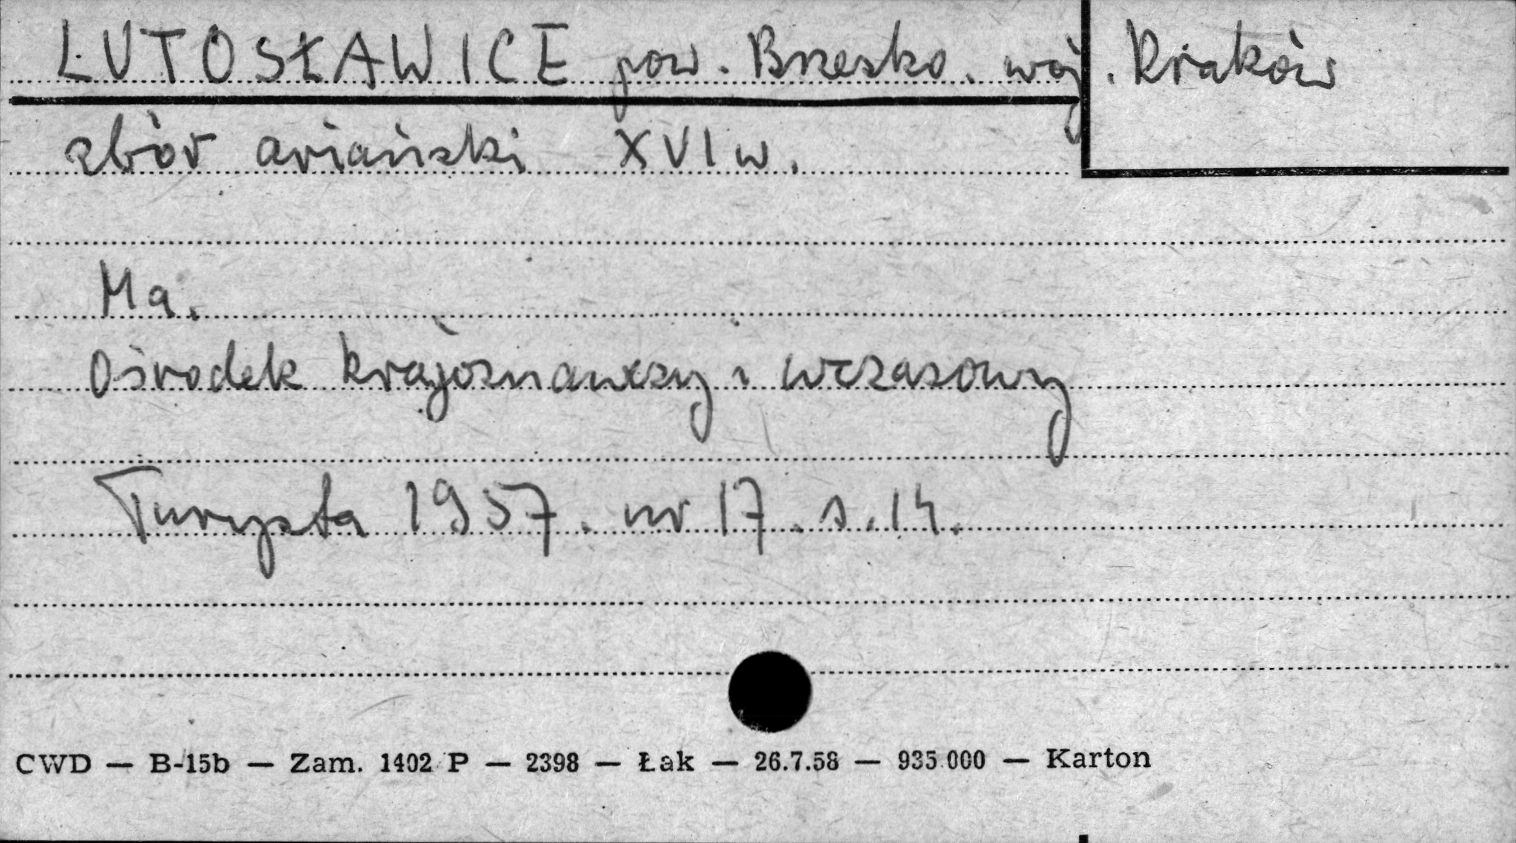 LUTOSŁAWICE pow. Brzesko. woj. Kraków
zbór ariański XVI w.
Ma.
Ośrodek krajoznawczy i wczasowy
Turysta 1957. nr 17. s. 14.
CWD — B-15b — Zam. 1402 P — 2398 — Łak — 26.7.58 — 935 000 — Karton